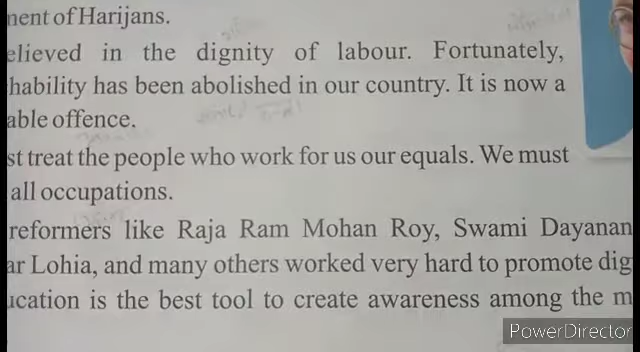 nent of Harijans.
elieved in the dignity of labour. Fortunately,
hability has been abolished in our country. It is now a
able offence.
st treat the people who work for us our equals. We must
all occupations.
reformers like Raja Ram Mohan Roy, Swami Dayanan
ar Lohia, and many others worked very hard to promote dig
ucation is the best tool to create awareness among the m
PowerDirector